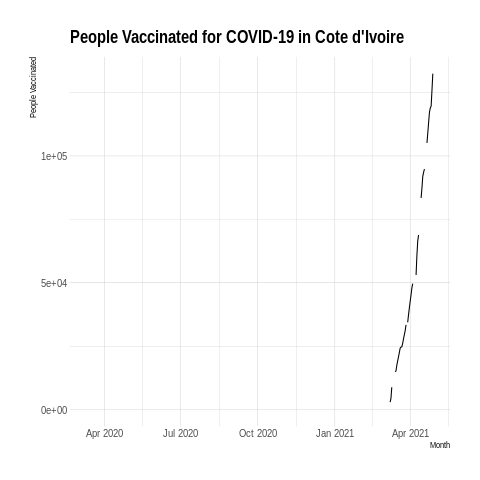 People Vaccinated for COVID-19 in Cote d'Ivoire
People Vaccinated
1e+05
5e+04
0e+00
Apr 2020 Jul 2020 Oct 2020 Jan 2021 Apr 2021
Month